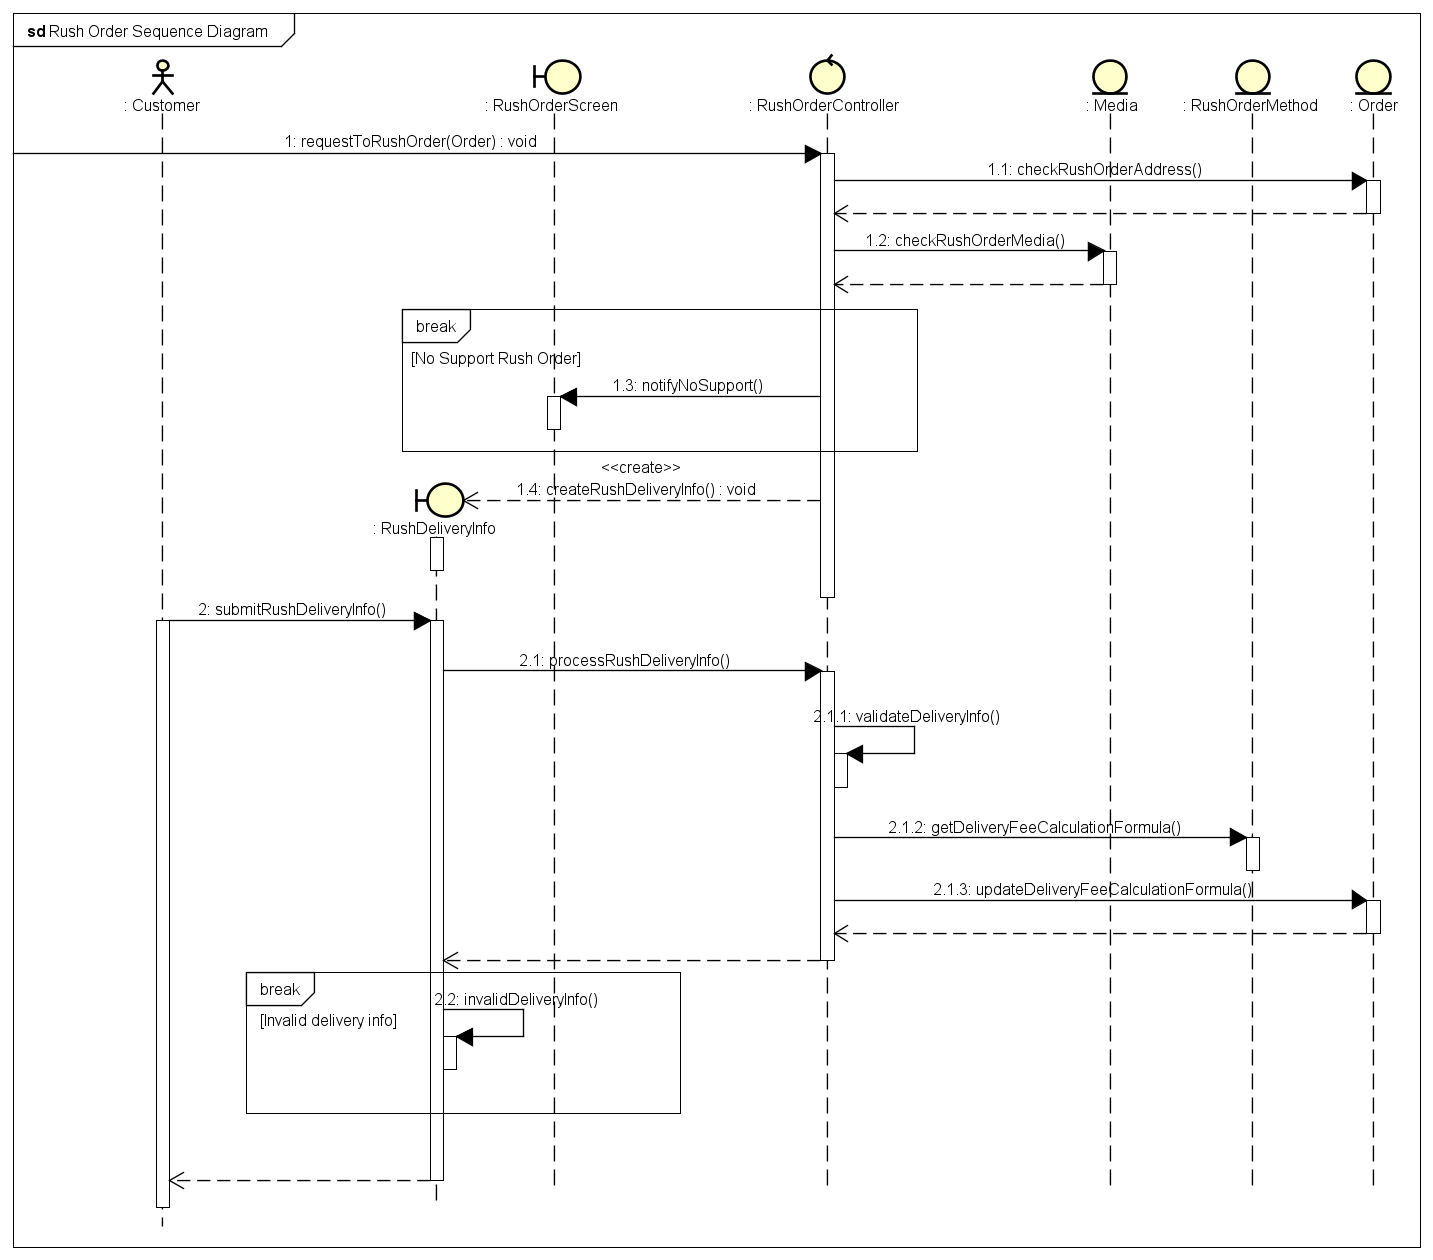 sd Rush Order Sequence Diagram
: Customer
: RushOrderScreen
: RushOrderController
: Media
: RushOrderMethod
: Order
1: requestToRushOrder(Order) : void
1.1: checkRushOrderAddress()
1.2: checkRushOrderMedia()
break
[No Support Rush Order]
1.3: notifyNoSupport()
<<create>>
1.4: createRushDeliveryInfo() : void
: RushDeliveryInfo
2: submitRushDeliveryInfo()
2.1: processRushDeliveryInfo()
2.1.1: validateDeliveryInfo()
2.1.2: getDeliveryFeeCalculationFormula()
2.1.3: updateDeliveryFeeCalculationFormula()
break
2.2: invalidDeliveryInfo()
[Invalid delivery info]